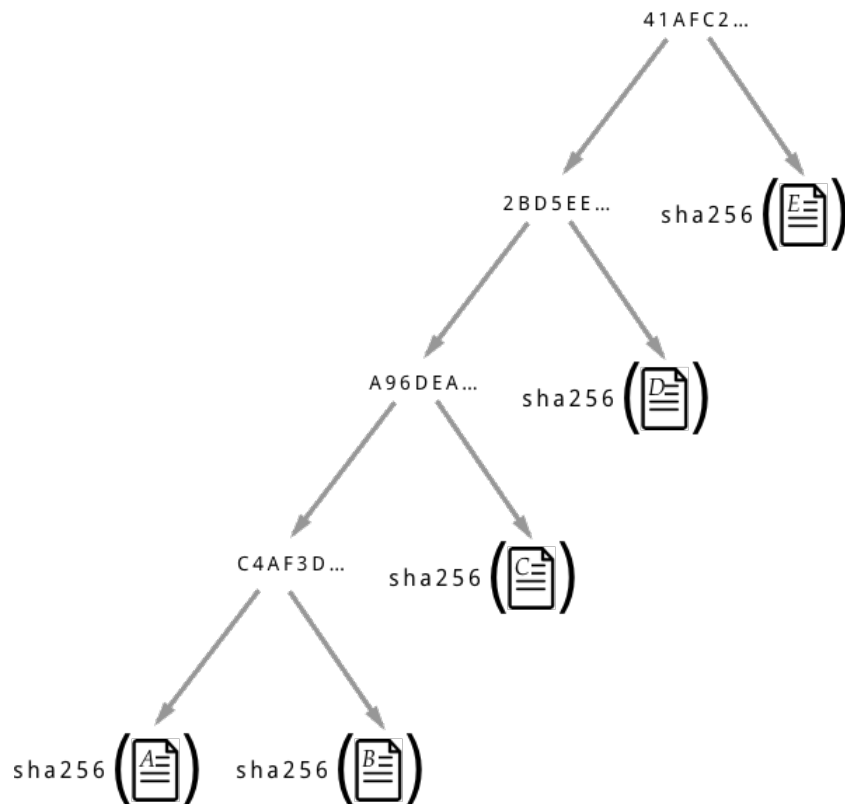 41AFC2…
2BD5EE…
sha256 (E)
A96DEA…
sha256 (D)
C4AF3D…
sha256 (C)
sha256 (A) sha256 (B)